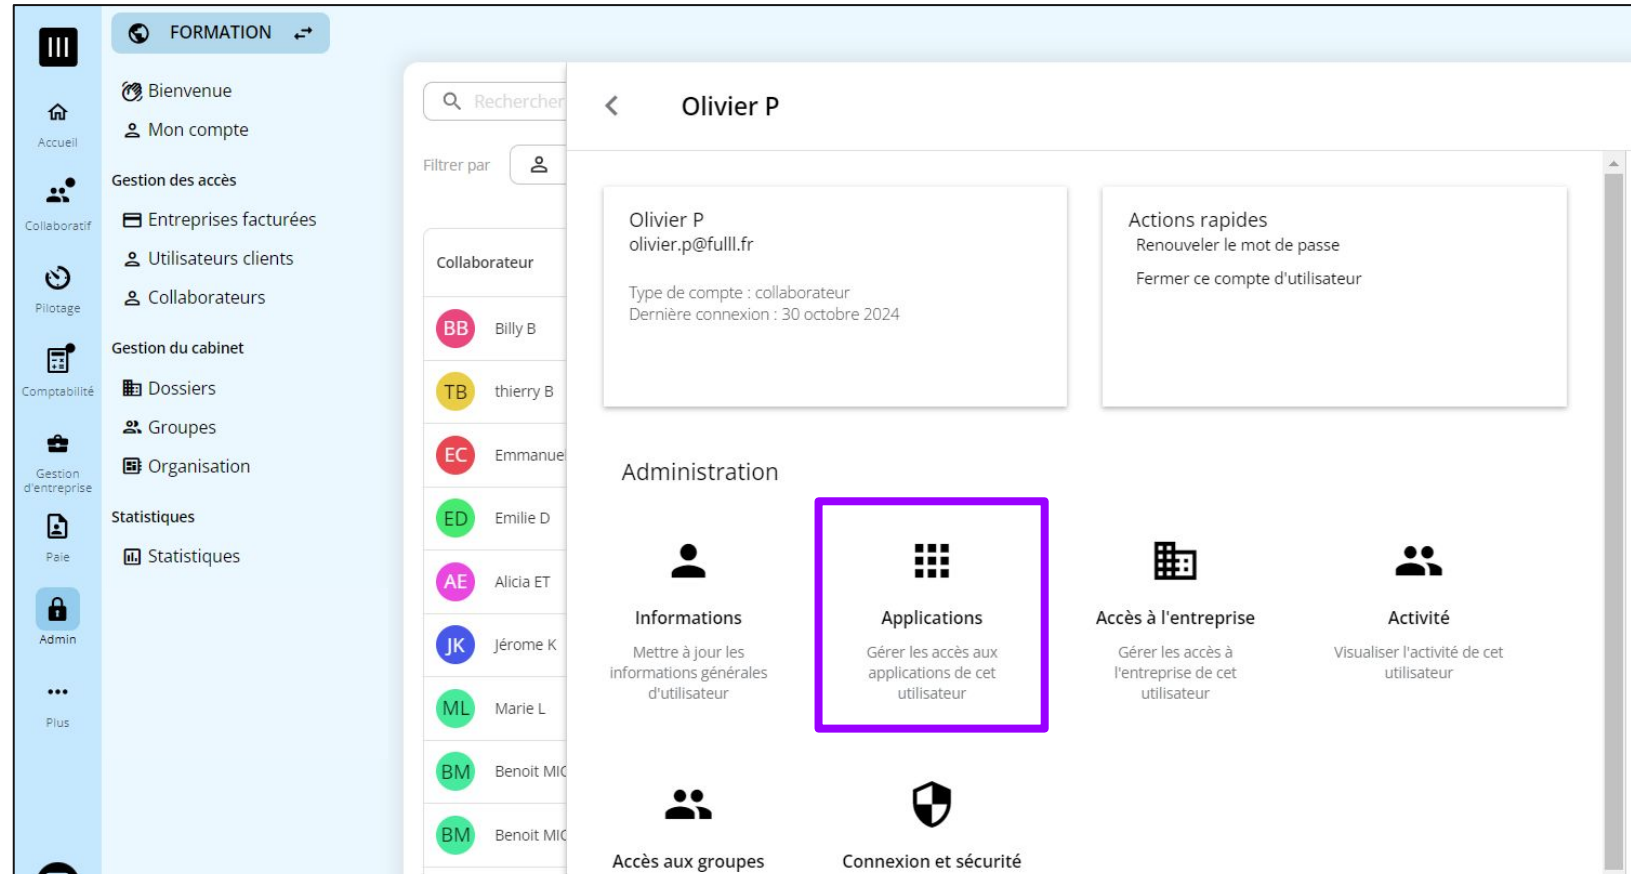 FORMATION
Accueil
Collaboratif
Pilotage
Comptabilité
Gestion
d'entreprise
Paie
Admin
Plus
Bienvenue
Mon compte
Gestion des accès
Entreprises facturées
Utilisateurs clients
Collaborateurs
Gestion du cabinet
Dossiers
Groupes
Organisation
Statistiques
Statistiques
Rechercher
Filtrer par
Collaborateur
BB Billy B
TB thierry B
EC Emmanuel
ED Emilie D
AE Alicia ET
JK Jérome K
ML Marie L
BM Benoit MIC
BM Benoit MIC
Olivier P
Olivier P
olivier.p@fulll.fr
Type de compte : collaborateur
Dernière connexion : 30 octobre 2024
Actions rapides
Renouveler le mot de passe
Fermer ce compte d'utilisateur
Administration
Informations
Mettre à jour les
informations générales
d'utilisateur
Applications
Gérer les accès aux
applications de cet
utilisateur
Accès à l'entreprise
Gérer les accès à
l'entreprise de cet
utilisateur
Activité
Visualiser l'activité de cet
utilisateur
Accès aux groupes
Connexion et sécurité